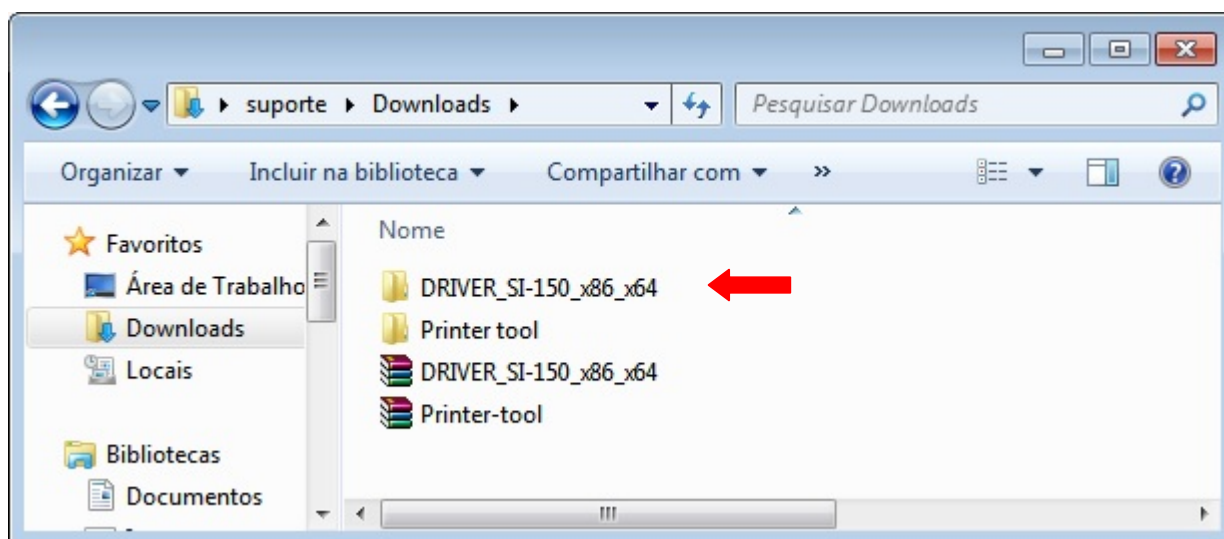 suporte Downloads
Pesquisar Downloads
Organizar
Incluir na biblioteca
Compartilhar com
»
Favoritos
Área de Trabalho
Downloads
Locais
Bibliotecas
Documentos
Nome
DRIVER_SI-150_x86_x64
Printer tool
DRIVER_SI-150_x86_x64
Printer-tool